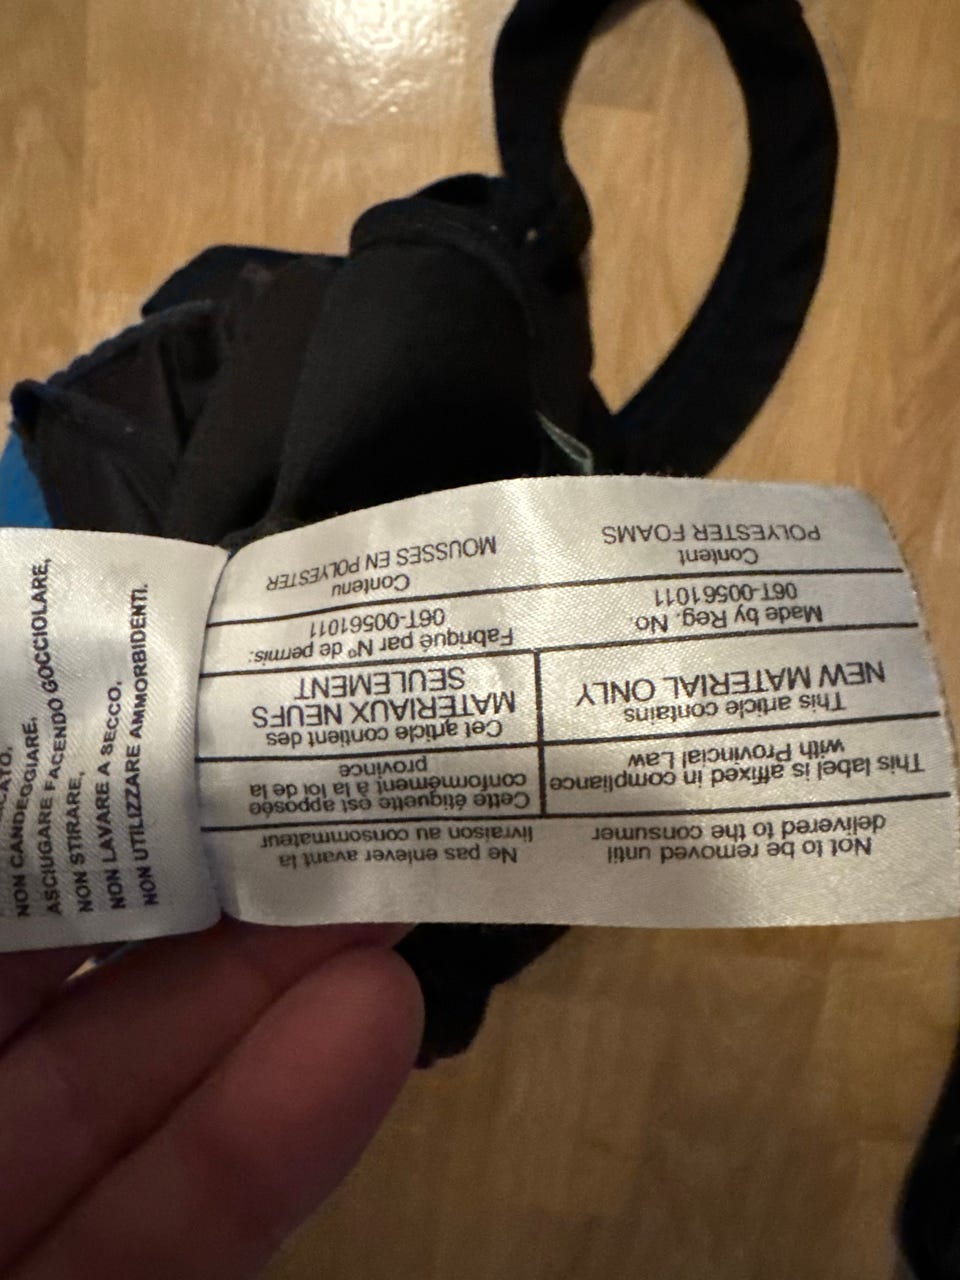 Not to be removed until
delivered to the consumer
Ne pas enlever avant la
livraison au consommateur
This label is affixed in compliance
with Provincial Law
Cette étiquette est apposée
conformément à la loi de la
province
This article contains
NEW MATERIAL ONLY
Cet article contient des
MATERIAUX NEUFS
SEULEMENT
Made by Reg. No
06T-00561011
Fabriqué par Nº de permis:
06T-00561011
Content
POLYESTER FOAMS
Contenu
MOUSSES EN POLYESTER
NON CANDEGGIARE,
ASCIUGARE FACENDO GOCCIOLARE,
NON STIRARE,
NON LAVARE A SECCO.
NON UTILIZZARE AMMORBIDENTI.